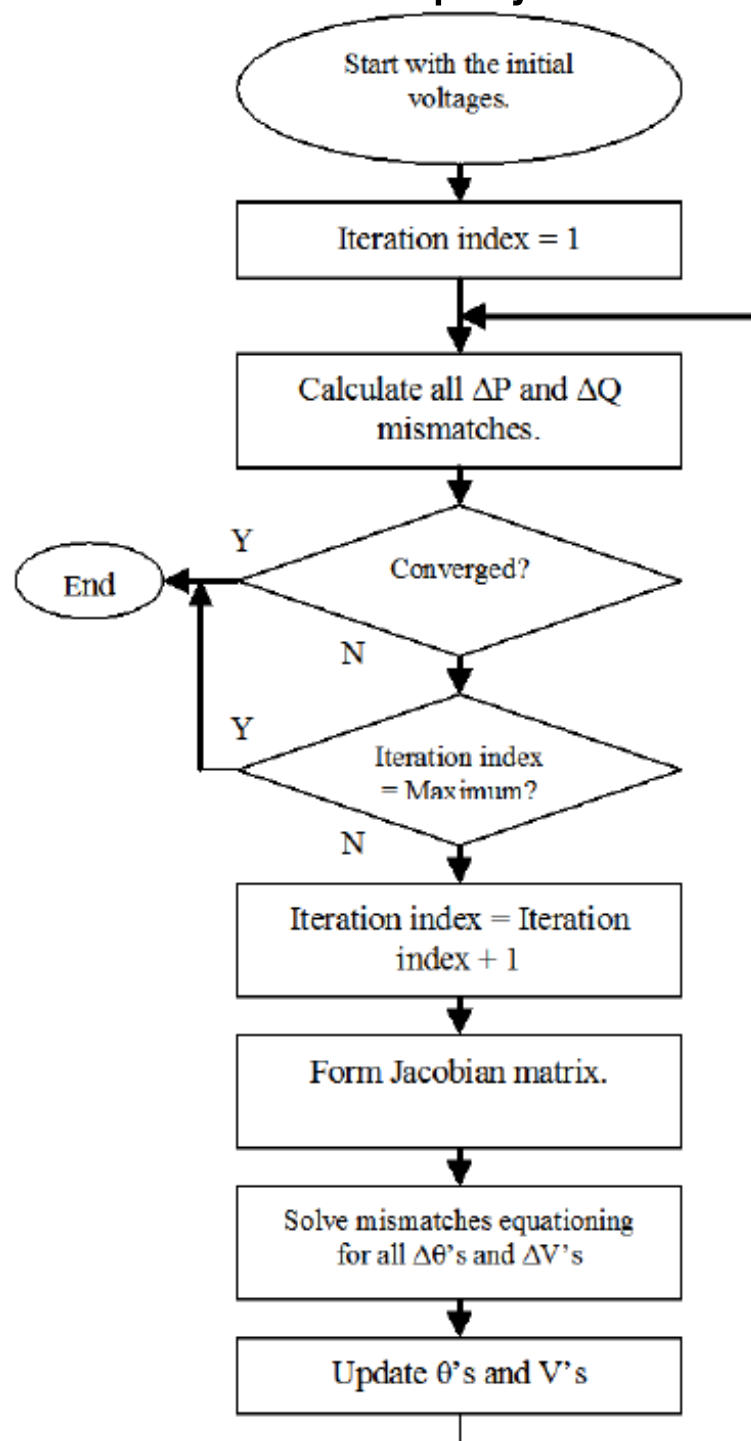 Start with the initial
voltages.
Iteration index = 1
Calculate all ΔP and ΔQ
mismatches.
Y
Converged?
End
N
Y
Iteration index
= Maximum?
N
Iteration index = Iteration
index + 1
Form Jacobian matrix.
Solve mismatches equationing
for all Δθ’s and ΔV’s
Update θ’s and V’s